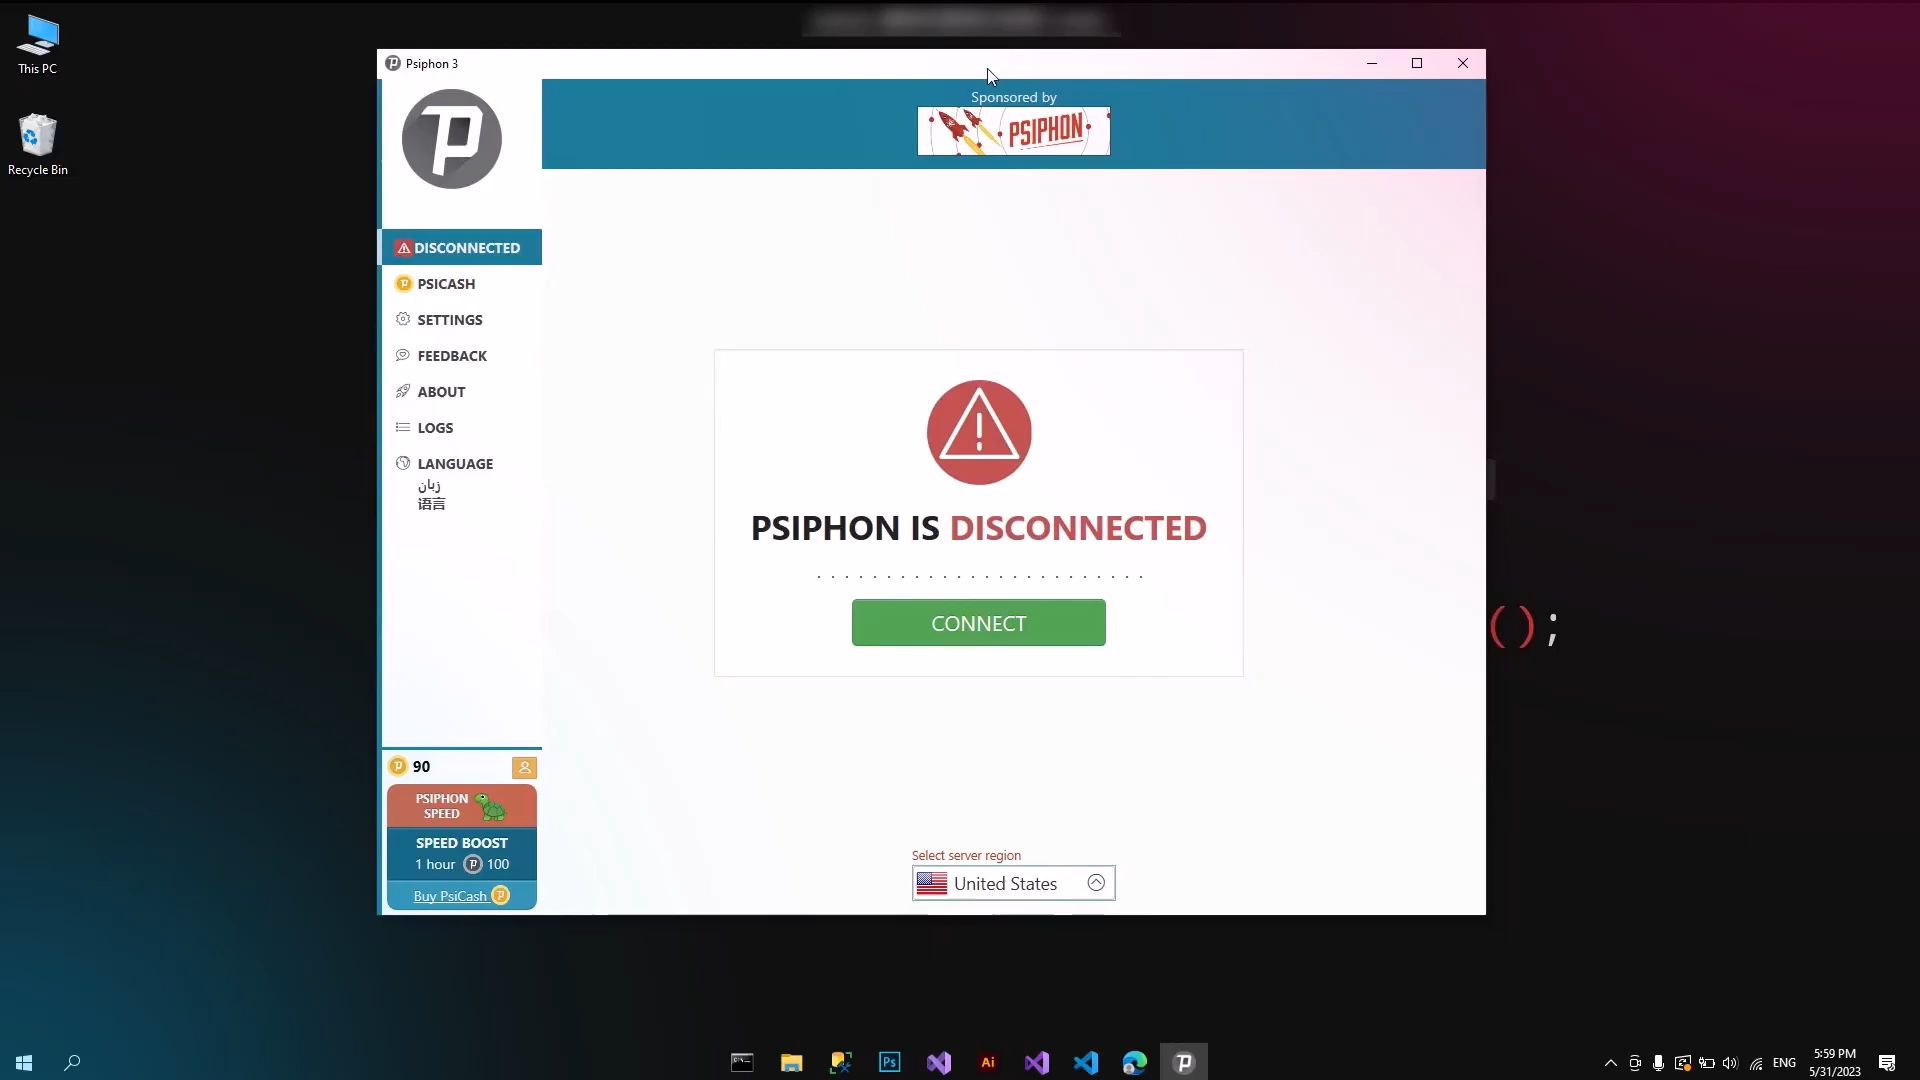 This PC
Recycle Bin
Psiphon 3
Sponsored by
PSIPHON
DISCONNECTED
PSICASH
SETTINGS
FEEDBACK
ABOUT
LOGS
LANGUAGE
زبان
语言
PSIPHON IS DISCONNECTED
. . . . . . . . . . . . . . . . . . . . . . . .
CONNECT
();
90
PSIPHON
SPEED
SPEED BOOST
1 hour 100
Buy PsiCash
Select server region
United States
Ps
Ai
ENG
5:59 PM
5/31/2023